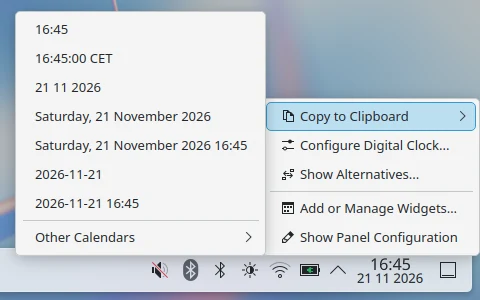 16:45
16:45:00 CET
21 11 2026
Saturday, 21 November 2026
Saturday, 21 November 2026 16:45
2026-11-21
2026-11-21 16:45
Other Calendars
Copy to Clipboard
Configure Digital Clock...
Show Alternatives...
Add or Manage Widgets...
Show Panel Configuration
16:45
21 11 2026